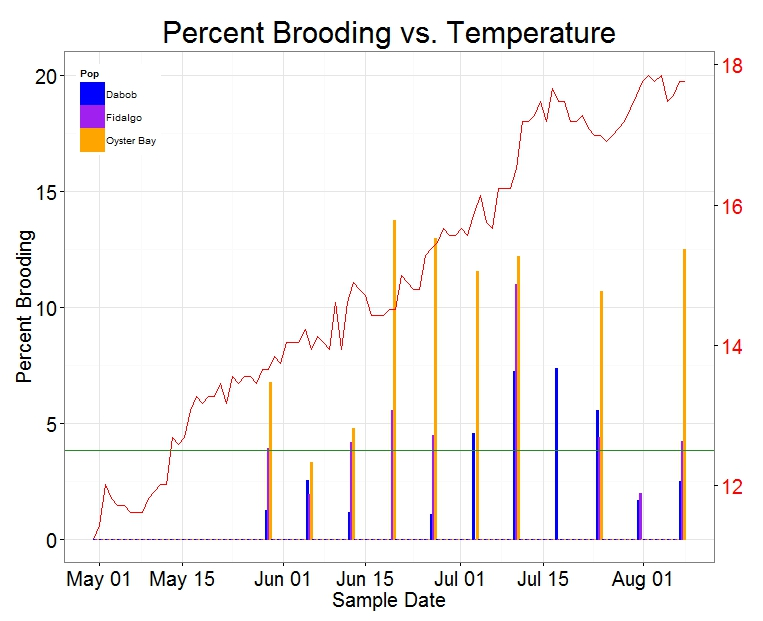 Percent Brooding vs. Temperature
Pop
Dabob
Fidalgo
Oyster Bay
Percent Brooding
20
15
10
5
0
18
16
14
12
May 01 May 15 Jun 01 Jun 15 Jul 01 Jul 15 Aug 01
Sample Date